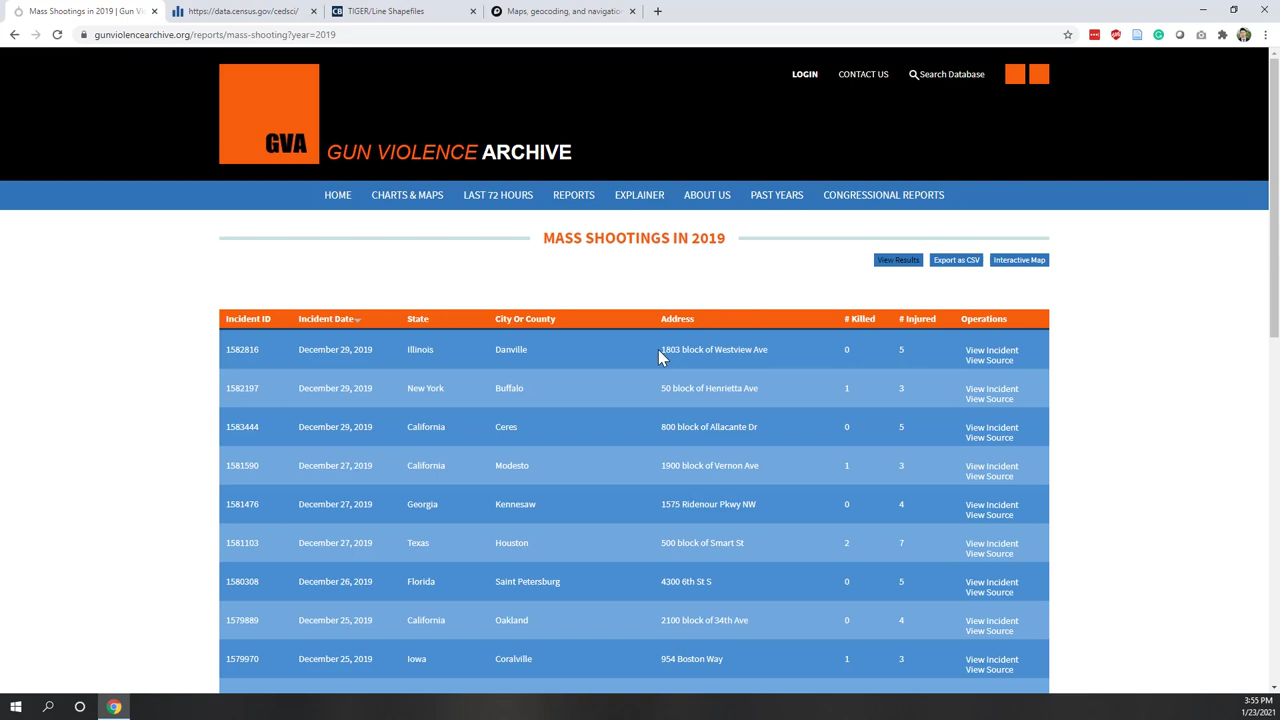 Mass Shootings in 2019 | Gun Vi
https://data.census.gov/cedsci/
TIGER/Line Shapefiles
Maps, geocoding, and navigation
gunviolencearchive.org/reports/mass-shooting?year=2019
LOGIN CONTACT US Search Database
GVA
GUN VIOLENCE ARCHIVE
HOME CHARTS & MAPS LAST 72 HOURS REPORTS EXPLAINER ABOUT US PAST YEARS CONGRESSIONAL REPORTS
MASS SHOOTINGS IN 2019
View Results Export as CSV Interactive Map
Incident ID Incident Date State City Or County Address # Killed # Injured Operations
1582816 December 29, 2019 Illinois Danville 1803 block of Westview Ave 0 5 View Incident
View Source
1582197 December 29, 2019 New York Buffalo 50 block of Henrietta Ave 1 3 View Incident
View Source
1583444 December 29, 2019 California Ceres 800 block of Allacante Dr 0 5 View Incident
View Source
1581590 December 27, 2019 California Modesto 1900 block of Vernon Ave 1 3 View Incident
View Source
1581476 December 27, 2019 Georgia Kennesaw 1575 Ridenour Pkwy NW 0 4 View Incident
View Source
1581103 December 27, 2019 Texas Houston 500 block of Smart St 2 7 View Incident
View Source
1580308 December 26, 2019 Florida Saint Petersburg 4300 6th St S 0 5 View Incident
View Source
1579889 December 25, 2019 California Oakland 2100 block of 34th Ave 0 4 View Incident
View Source
1579970 December 25, 2019 Iowa Coralville 954 Boston Way 1 3 View Incident
View Source
3:55 PM
1/23/2021